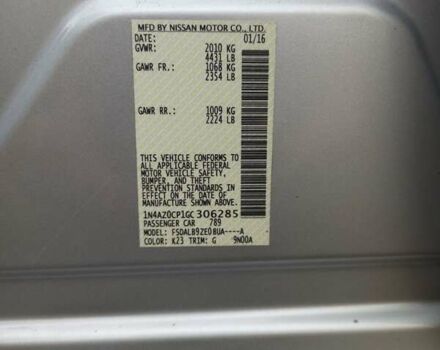 MFD BY NISSAN MOTOR CO., LTD.
DATE: 01/16
GVWR: 2010 KG
4431 LB
GAWR FR.: 1068 KG
2354 LB
GAWR RR.: 1009 KG
2224 LB
THIS VEHICLE CONFORMS TO
ALL APPLICABLE FEDERAL
MOTOR VEHICLE SAFETY,
BUMPER, AND THEFT
PREVENTION STANDARDS IN
EFFECT ON THE DATE OF
MANUFACTURE SHOWN ABOVE.
1N4AZ0CP1GC306285
PASSENGER CAR 789
MODEL: FSDALB9ZE0BUA----A
COLOR: K23 TRIM: G 9N00A